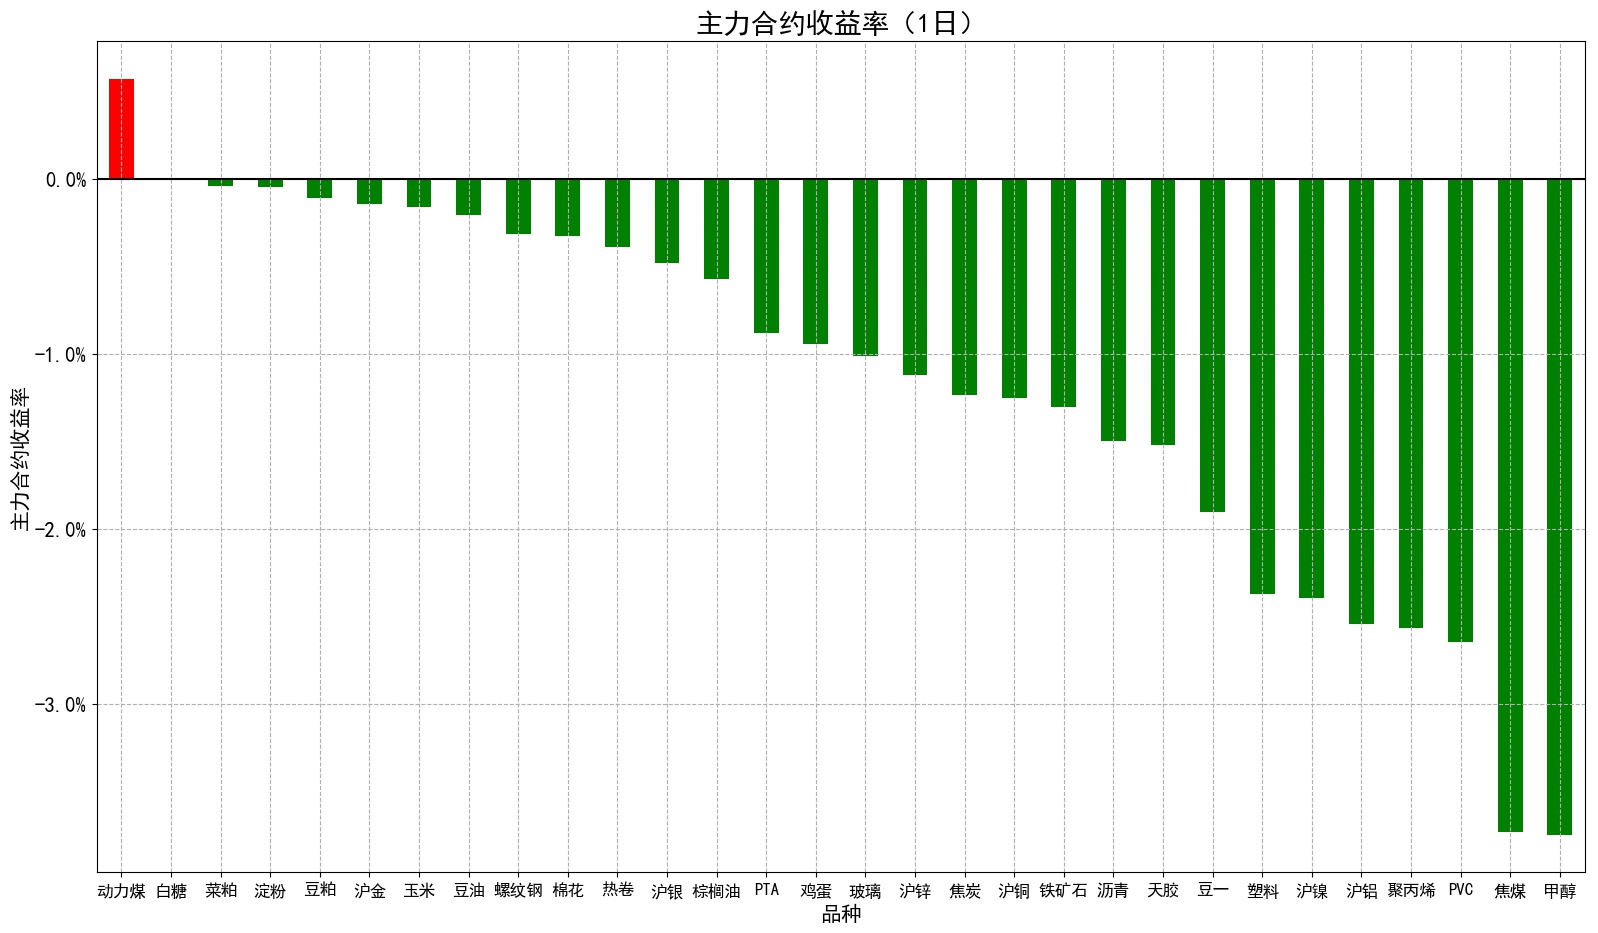 主力合约收益率（1日）
主力合约收益率
0.0%
−1.0%
−2.0%
−3.0%
动力煤 白糖 菜粕 淀粉 豆粕 沪金 玉米 豆油 螺纹钢 棉花 热卷 沪银 棕榈油 PTA 鸡蛋 玻璃 沪锌 焦炭 沪铜 铁矿石 沥青 天胶 豆一 塑料 沪镍 沪铝 聚丙烯 PVC 焦煤 甲醇
品种